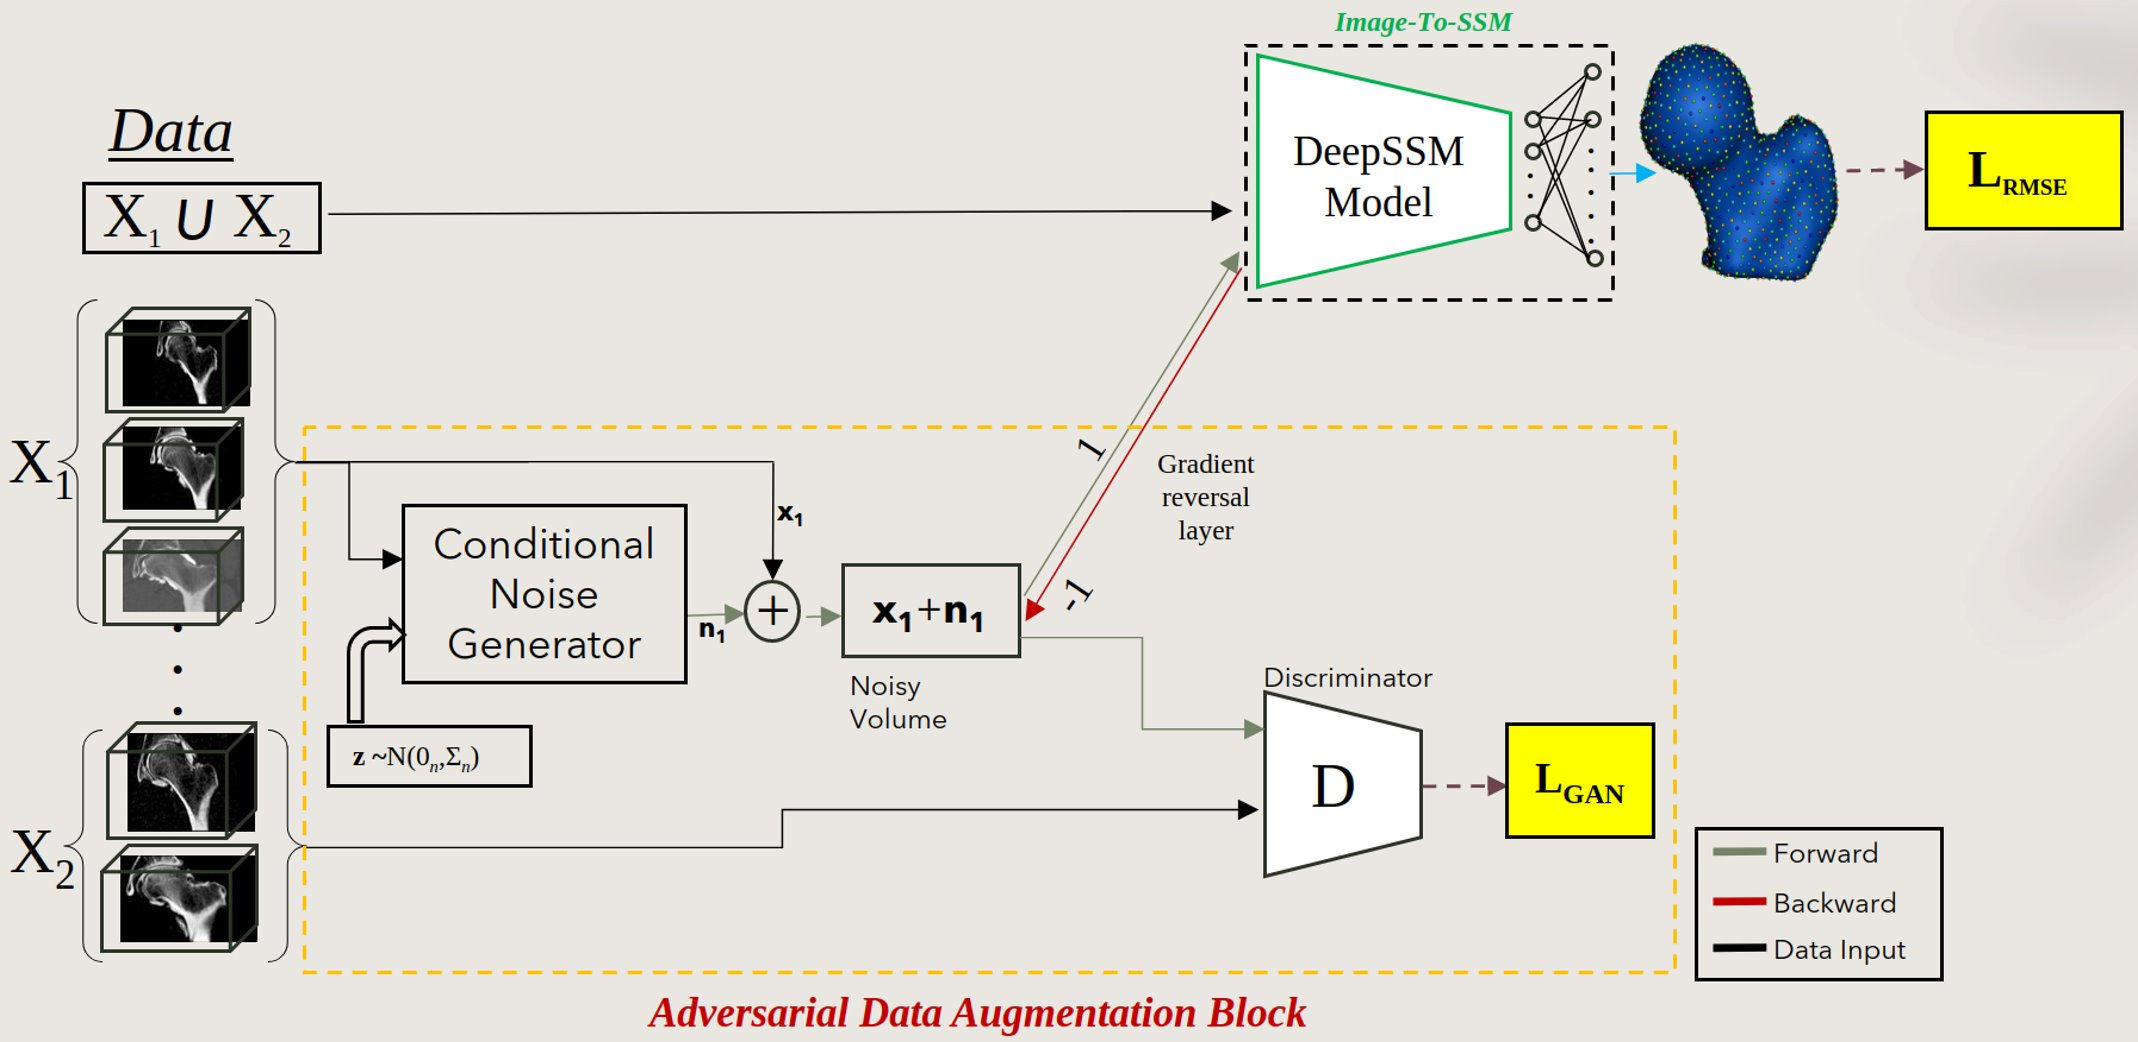 Image-To-SSM
Data
X1 ∪ X2
DeepSSM
Model
LRMSE
X1
1
Gradient
reversal
layer
-1
x1
Conditional
Noise
Generator
n1
+
x1+n1
Noisy
Volume
z ~N(0n,Σn)
Discriminator
D
LGAN
X2
Forward
Backward
Data Input
Adversarial Data Augmentation Block